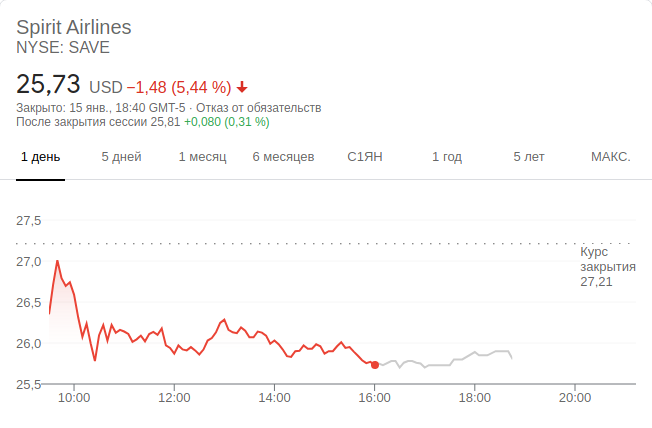 Spirit Airlines
NYSE: SAVE
25,73 USD −1,48 (5,44 %)
Закрыто: 15 янв., 18:40 GMT-5 · Отказ от обязательств
После закрытия сессии 25,81 +0,080 (0,31 %)
1 день 5 дней 1 месяц 6 месяцев С1ЯН 1 год 5 лет МАКС.
27,5
Курс
закрытия
27,21
27,0
26,5
26,0
25,5
10:00 12:00 14:00 16:00 18:00 20:00